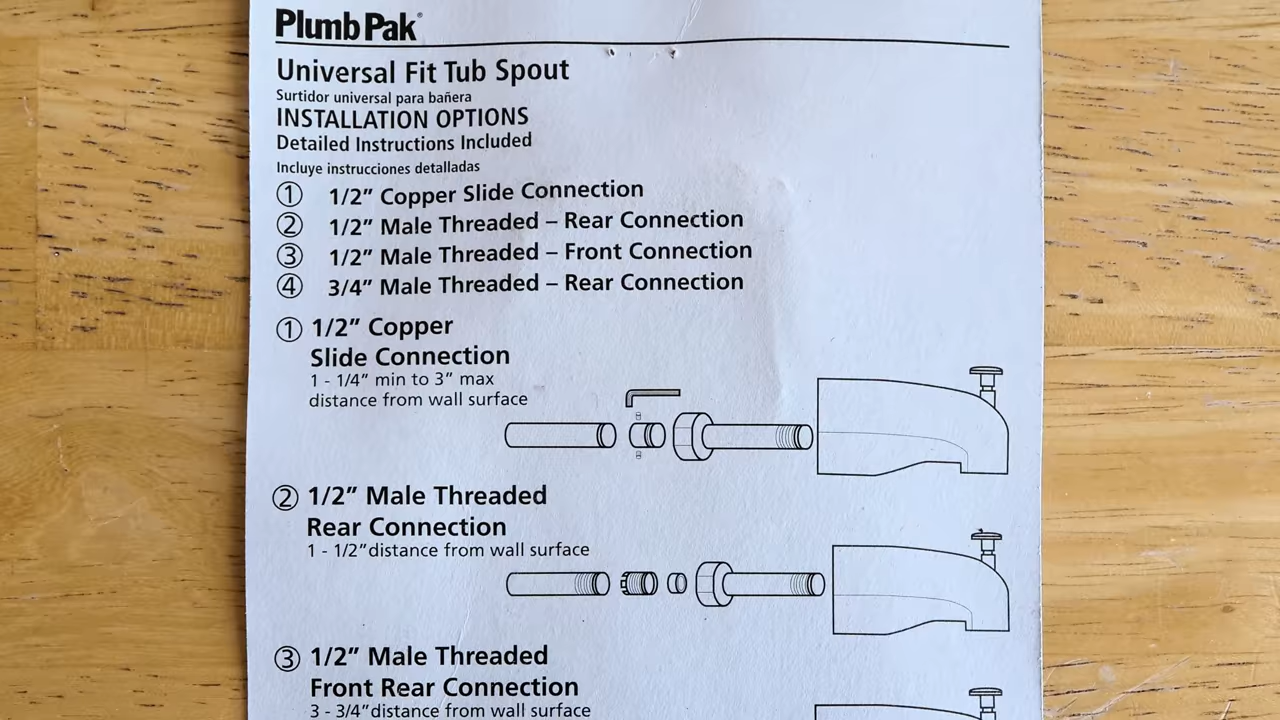 Plumb Pak®
Universal Fit Tub Spout
Surtidor universal para bañera
INSTALLATION OPTIONS
Detailed Instructions Included
Incluye instrucciones detalladas
① 1/2” Copper Slide Connection
② 1/2” Male Threaded – Rear Connection
③ 1/2” Male Threaded – Front Connection
④ 3/4” Male Threaded – Rear Connection
① 1/2” Copper
Slide Connection
1 - 1/4” min to 3” max
distance from wall surface
② 1/2” Male Threaded
Rear Connection
1 - 1/2” distance from wall surface
③ 1/2” Male Threaded
Front Rear Connection
3 - 3/4” distance from wall surface